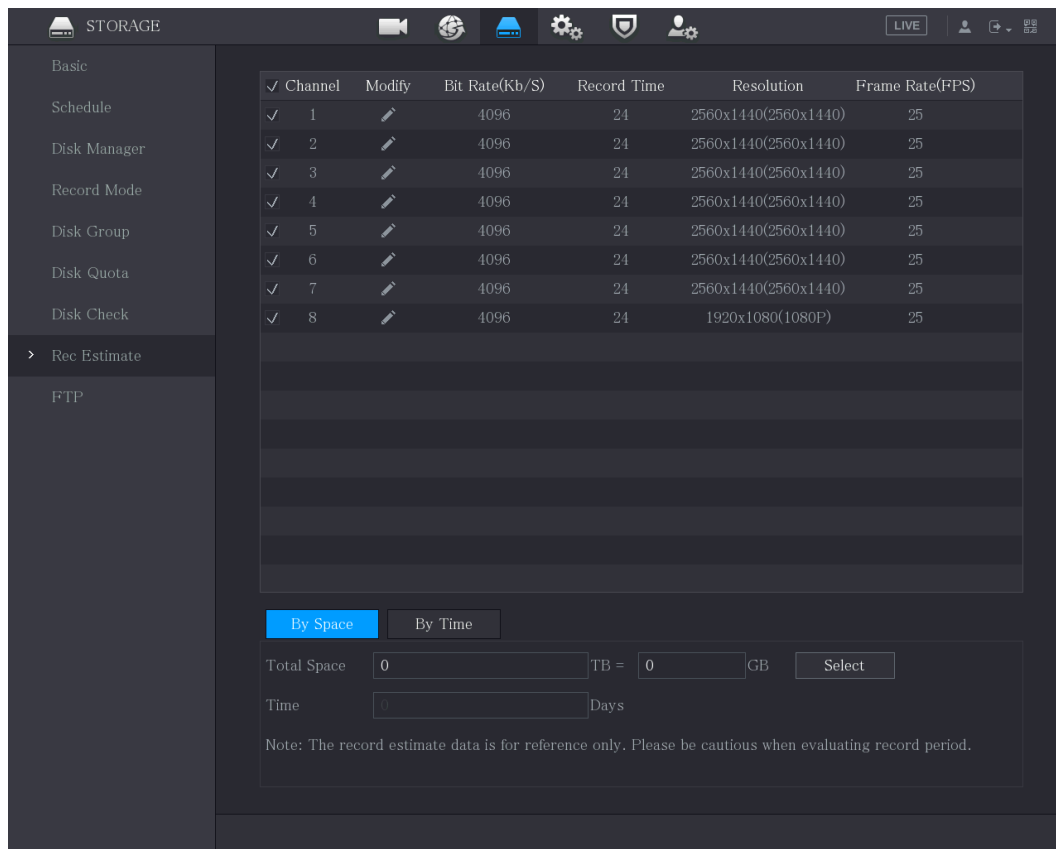 STORAGE LIVE
Basic
Schedule
Disk Manager
Record Mode
Disk Group
Disk Quota
Disk Check
Rec Estimate
FTP
Channel Modify Bit Rate(Kb/S) Record Time Resolution Frame Rate(FPS)
1 4096 24 2560x1440(2560x1440) 25
2 4096 24 2560x1440(2560x1440) 25
3 4096 24 2560x1440(2560x1440) 25
4 4096 24 2560x1440(2560x1440) 25
5 4096 24 2560x1440(2560x1440) 25
6 4096 24 2560x1440(2560x1440) 25
7 4096 24 2560x1440(2560x1440) 25
8 4096 24 1920x1080(1080P) 25
By Space By Time
Total Space 0 TB = 0 GB Select
Time 0 Days
Note: The record estimate data is for reference only. Please be cautious when evaluating record period.